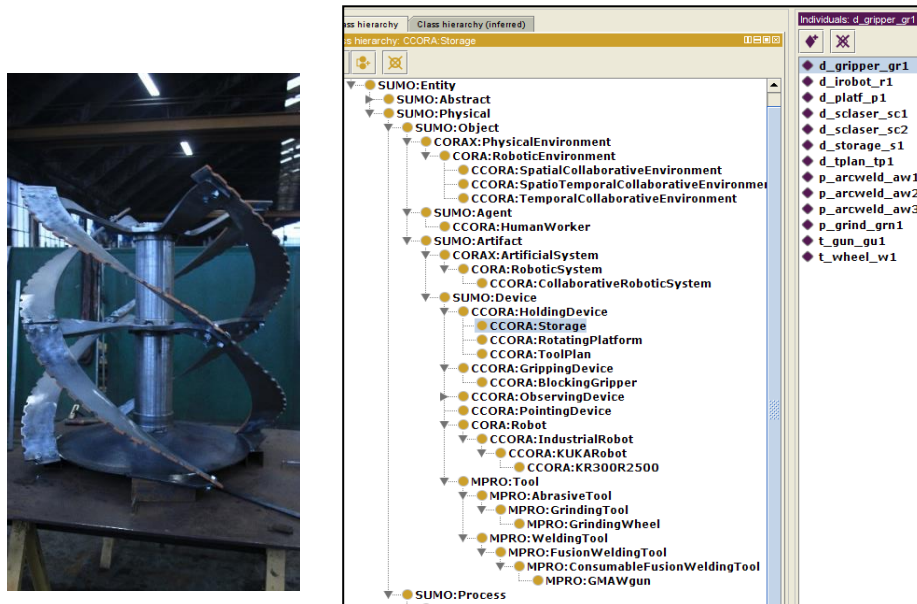 ass hierarchy
Class hierarchy (inferred)
ss hierarchy: CCORA:Storage
SUMO:Entity
SUMO:Abstract
SUMO:Physical
SUMO:Object
CORAX:PhysicalEnvironment
CORA:RoboticEnvironment
CCORA:SpatialCollaborativeEnvironment
CCORA:SpatioTemporalCollaborativeEnvironmen
CCORA:TemporalCollaborativeEnvironment
SUMO:Agent
CCORA:HumanWorker
SUMO:Artifact
CORAX:ArtificialSystem
CORA:RoboticSystem
CCORA:CollaborativeRoboticSystem
SUMO:Device
CCORA:HoldingDevice
CCORA:Storage
CCORA:RotatingPlatform
CCORA:ToolPlan
CCORA:GrippingDevice
CCORA:BlockingGripper
CCORA:ObservingDevice
CCORA:PointingDevice
CORA:Robot
CCORA:IndustrialRobot
CCORA:KUKARobot
CCORA:KR300R2500
MPRO:Tool
MPRO:AbrasiveTool
MPRO:GrindingTool
MPRO:GrindingWheel
MPRO:WeldingTool
MPRO:FusionWeldingTool
MPRO:ConsumableFusionWeldingTool
MPRO:GMAWgun
SUMO:Process
Individuals: d_gripper_gr1
d_gripper_gr1
d_irobot_r1
d_platf_p1
d_sclaser_sc1
d_sclaser_sc2
d_storage_s1
d_tplan_tp1
p_arcweld_aw1
p_arcweld_aw2
p_arcweld_aw3
p_grind_grn1
t_gun_gu1
t_wheel_w1